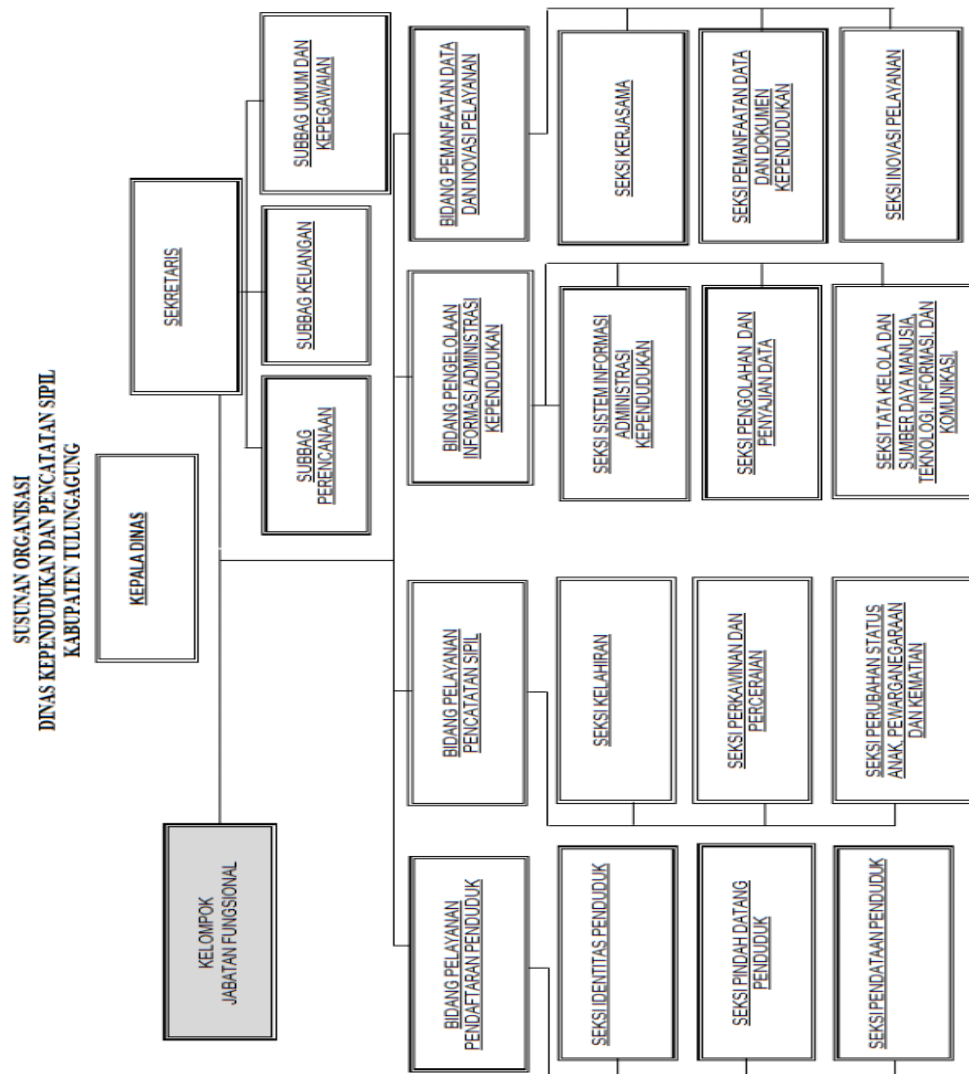 SUSUNAN ORGANISASI
DINAS KEPENDUDUKAN DAN PENCATATAN SIPIL
KABUPATEN TULUNGAGUNG
KEPALA DINAS
KELOMPOK
JABATAN FUNGSIONAL
SEKRETARIS
SUBBAG
PERENCANAAN
SUBBAG KEUANGAN
SUBBAG UMUM DAN
KEPEGAWAIAN
BIDANG PELAYANAN
PENDAFTARAN PENDUDUK
BIDANG PELAYANAN
PENCATATAN SIPIL
BIDANG PENGELOLAAN
INFORMASI ADMINISTRASI
KEPENDUDUKAN
BIDANG PEMANFAATAN DATA
DAN INOVASI PELAYANAN
SEKSI IDENTITAS PENDUDUK
SEKSI KELAHIRAN
SEKSI SISTEM INFORMASI
ADMINISTRASI
KEPENDUDUKAN
SEKSI KERJASAMA
SEKSI PINDAH DATANG
PENDUDUK
SEKSI PERKAWINAN DAN
PERCERAIAN
SEKSI PENGOLAHAN DAN
PENYAJIAN DATA
SEKSI PEMANFAATAN DATA
DAN DOKUMEN
KEPENDUDUKAN
SEKSI PENDATAAN PENDUDUK
SEKSI PERUBAHAN STATUS
ANAK, PEWARGANEGARAAN
DAN KEMATIAN
SEKSI TATA KELOLA DAN
SUMBER DAYA MANUSIA,
TEKNOLOGI, INFORMASI, DAN
KOMUNIKASI.
SEKSI INOVASI PELAYANAN